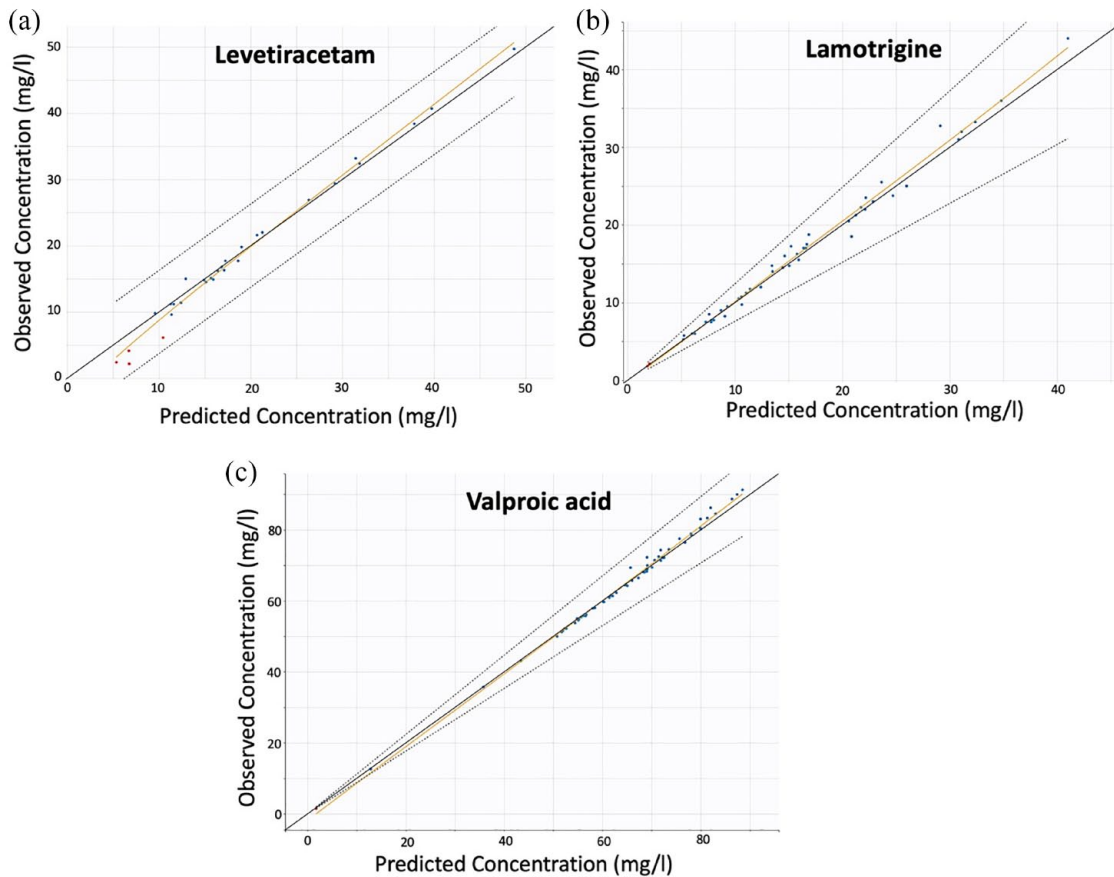 (a)
Levetiracetam
Observed Concentration (mg/l)
50
40
30
20
10
0
0 10 20 30 40 50
Predicted Concentration (mg/l)
(b)
Lamotrigine
Observed Concentration (mg/l)
40
30
20
10
0
0 10 20 30 40
Predicted Concentration (mg/l)
(c)
Valproic acid
Observed Concentration (mg/l)
80
60
40
20
0
0 20 40 60 80
Predicted Concentration (mg/l)